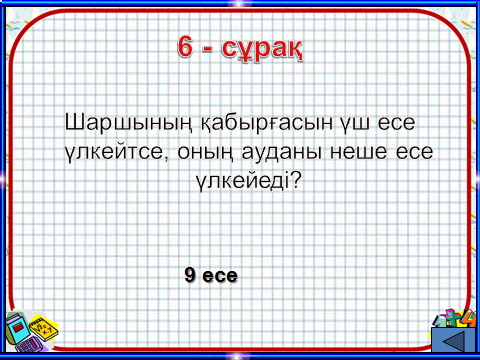 6 - сұрақ
Шаршының қабырғасын үш есе
үлкейтсе, оның ауданы неше есе
үлкейеді?
9 есе